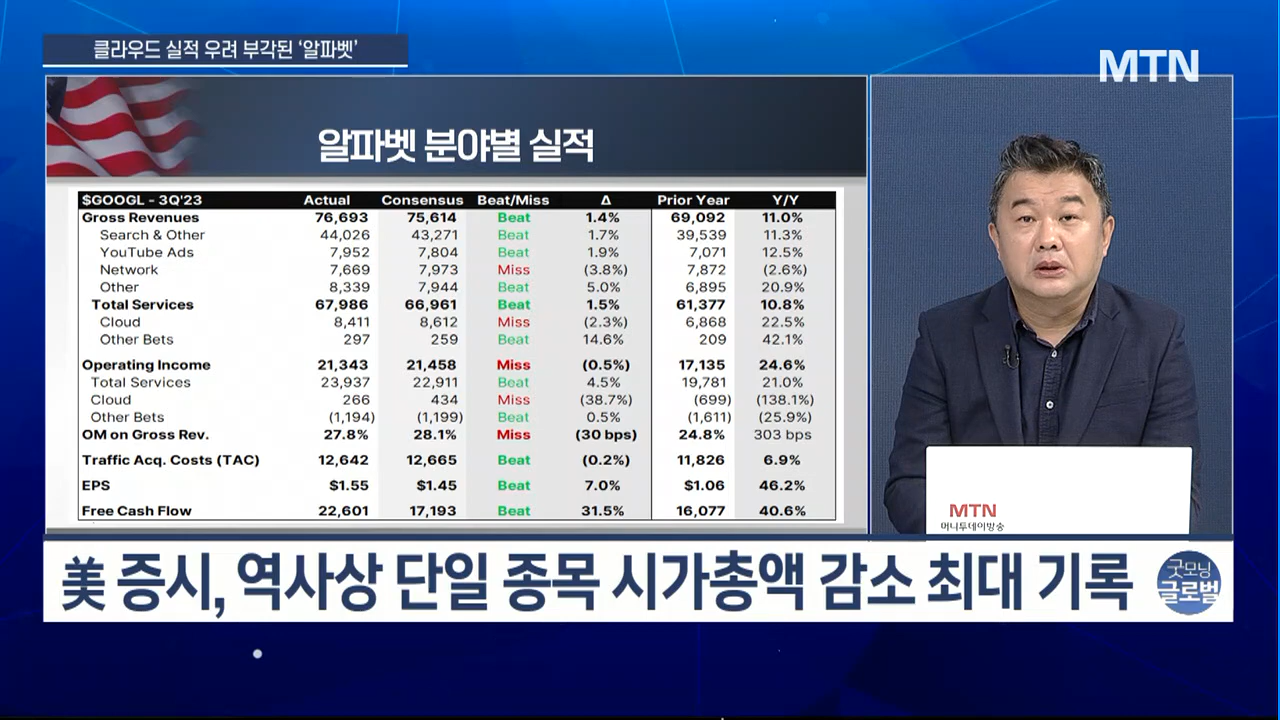 클라우드 실적 우려 부각된 ‘알파벳’
MTN
알파벳 분야별 실적
$GOOGL - 3Q'23 Actual Consensus Beat/Miss Δ Prior Year Y/Y
Gross Revenues 76,693 75,614 Beat 1.4% 69,092 11.0%
Search & Other 44,026 43,271 Beat 1.7% 39,539 11.3%
YouTube Ads 7,952 7,804 Beat 1.9% 7,071 12.5%
Network 7,669 7,973 Miss (3.8%) 7,872 (2.6%)
Other 8,339 7,944 Beat 5.0% 6,895 20.9%
Total Services 67,986 66,961 Beat 1.5% 61,377 10.8%
Cloud 8,411 8,612 Miss (2.3%) 6,868 22.5%
Other Bets 297 259 Beat 14.6% 209 42.1%
Operating Income 21,343 21,458 Miss (0.5%) 17,135 24.6%
Total Services 23,937 22,911 Beat 4.5% 19,781 21.0%
Cloud 266 434 Miss (38.7%) (699) (138.1%)
Other Bets (1,194) (1,199) Beat 0.5% (1,611) (25.9%)
OM on Gross Rev. 27.8% 28.1% Miss (30 bps) 24.8% 303 bps
Traffic Acq. Costs (TAC) 12,642 12,665 Beat (0.2%) 11,826 6.9%
EPS $1.55 $1.45 Beat 7.0% $1.06 46.2%
Free Cash Flow 22,601 17,193 Beat 31.5% 16,077 40.6%
MTN
머니투데이방송
美 증시, 역사상 단일 종목 시가총액 감소 최대 기록
굿모닝
글로벌